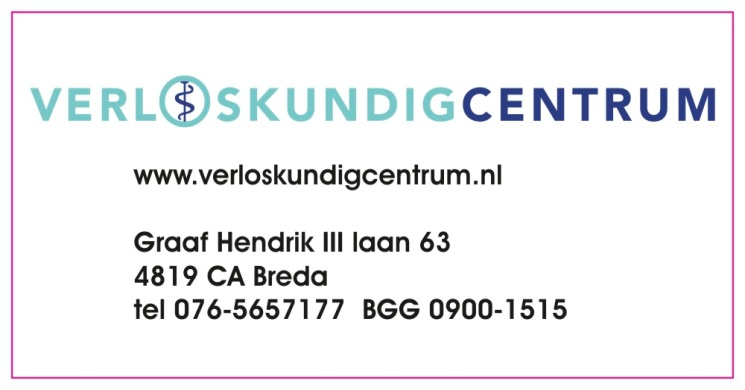 VERLOSKUNDIGCENTRUM
www.verloskundigcentrum.nl
Graaf Hendrik III laan 63
4819 CA Breda
tel 076-5657177 BGG 0900-1515